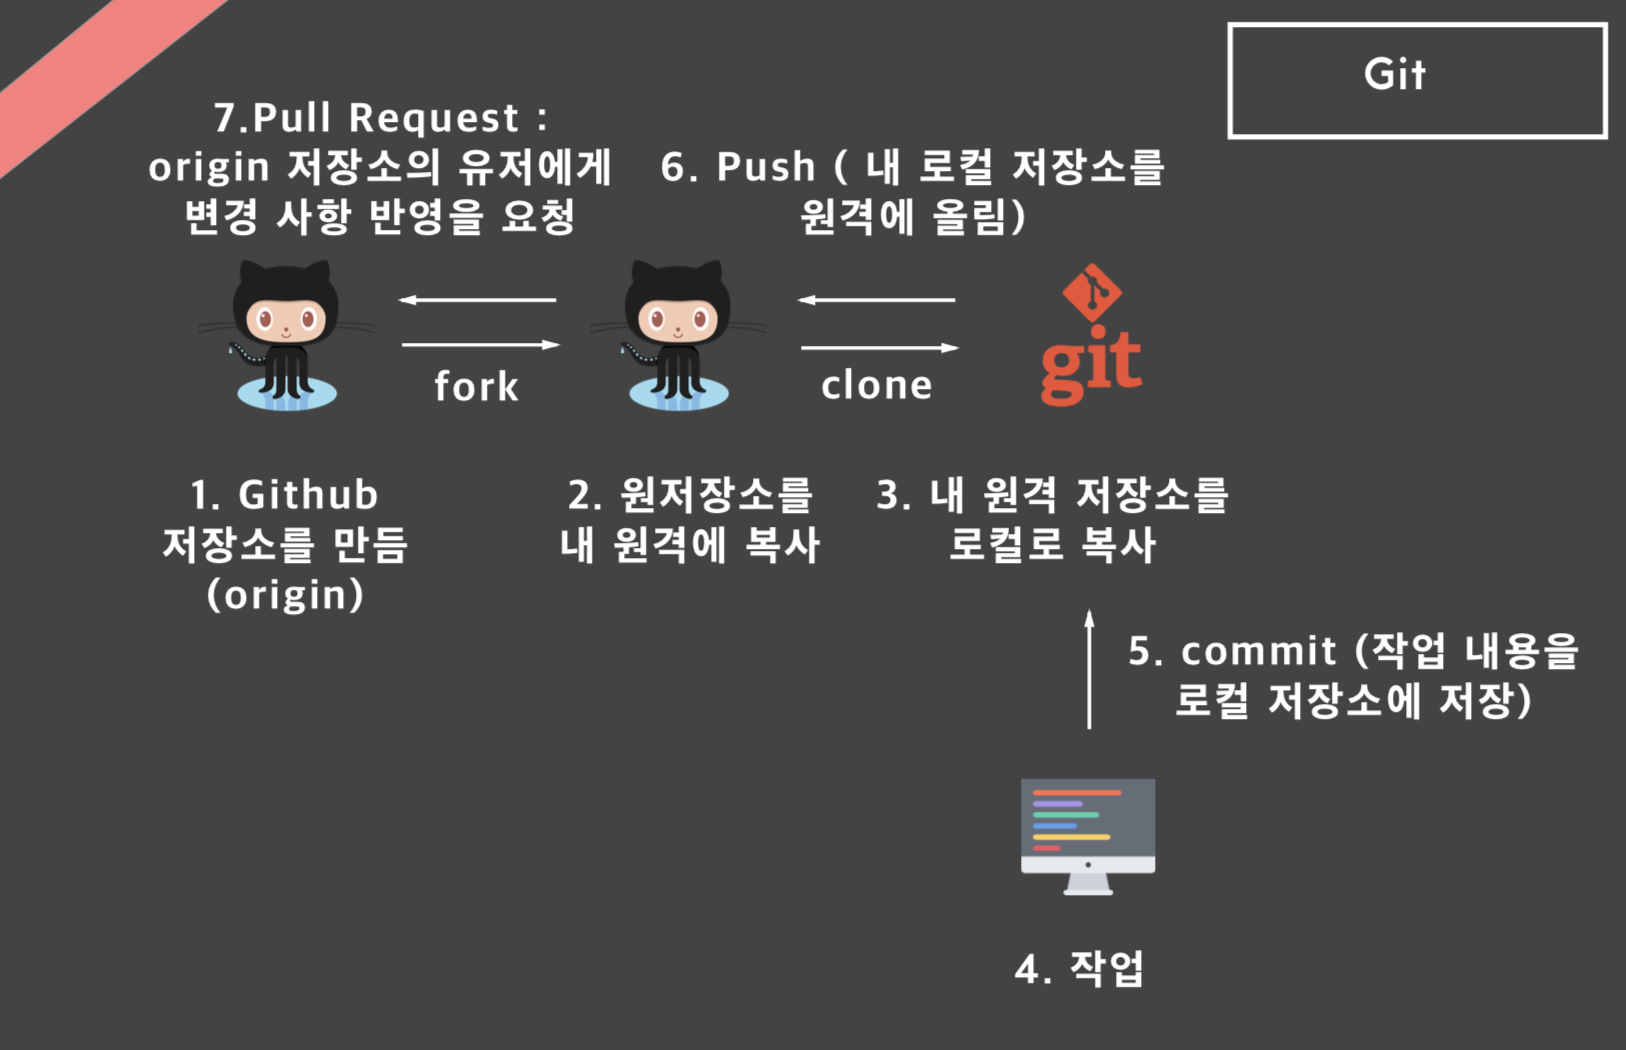 Git
7.Pull Request :
origin 저장소의 유저에게
변경 사항 반영을 요청
6. Push ( 내 로컬 저장소를
원격에 올림)
fork
clone
git
1. Github
저장소를 만듬
(origin)
2. 원저장소를
내 원격에 복사
3. 내 원격 저장소를
로컬로 복사
5. commit (작업 내용을
로컬 저장소에 저장)
4. 작업